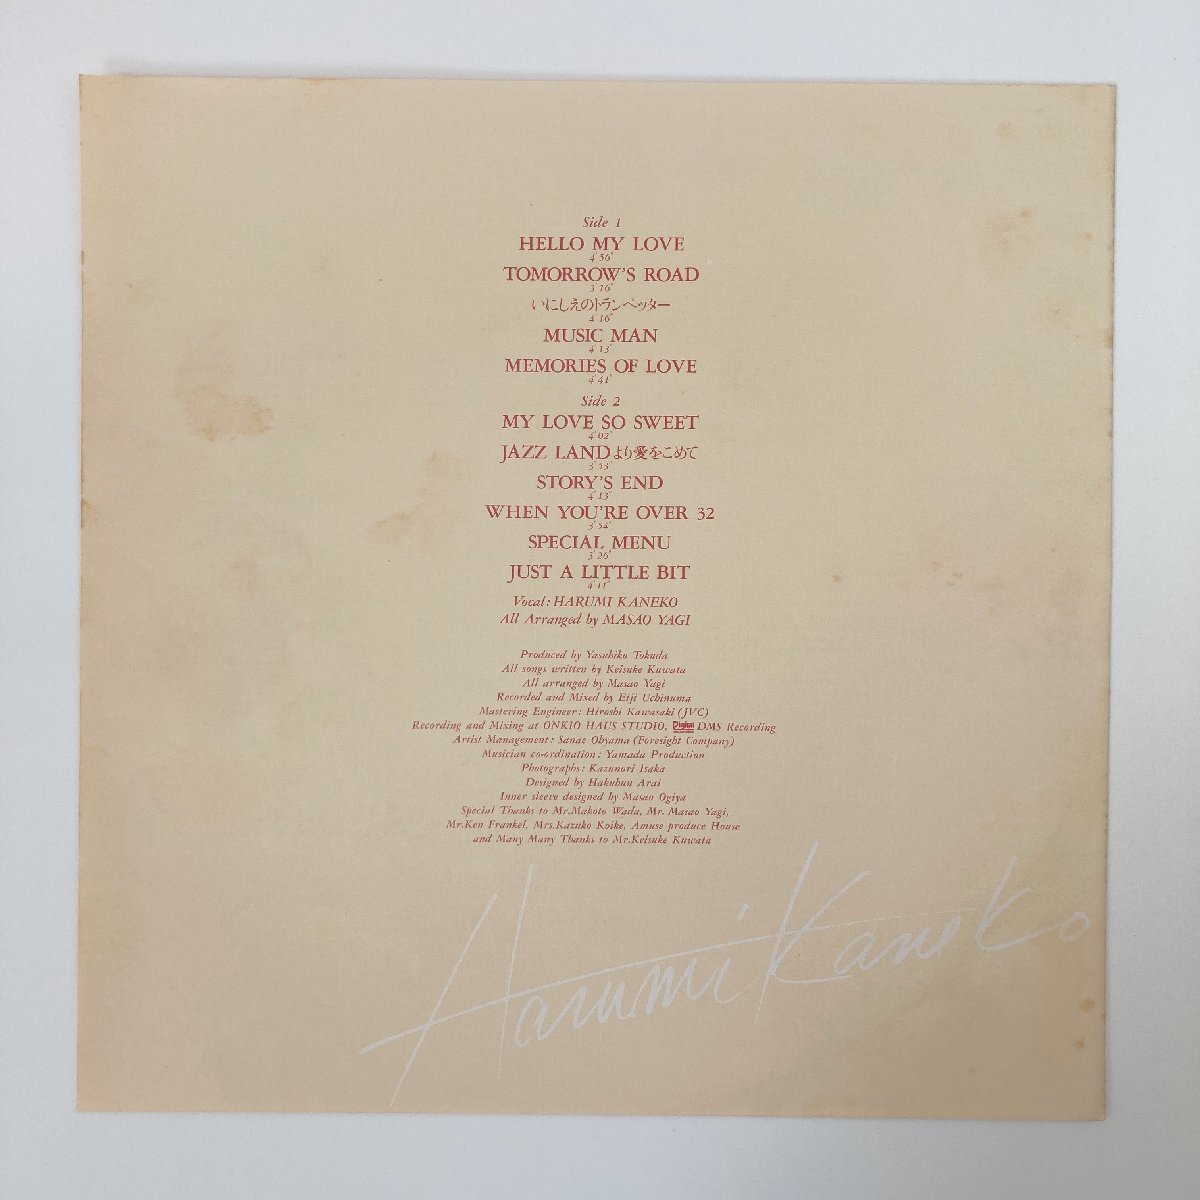 Side 1
HELLO MY LOVE
4'56"
TOMORROW'S ROAD
3'16"
いにしえのトランペッター
4'16"
MUSIC MAN
4'13"
MEMORIES OF LOVE
4'41"
Side 2
MY LOVE SO SWEET
4'02"
JAZZ LANDより愛をこめて
3'53"
STORY'S END
4'13"
WHEN YOU'RE OVER 32
3'54"
SPECIAL MENU
3'26"
JUST A LITTLE BIT
4'11"
Vocal: HARUMI KANEKO
All Arranged by MASAO YAGI
Produced by Yasuhiko Tokuda
All songs written by Keisuke Kuwata
All arranged by Masao Yagi
Recorded and Mixed by Eiji Uchinuma
Mastering Engineer: Hiroshi Kawasaki (JVC)
Recording and Mixing at ONKIO HAUS STUDIO, Digital DMS Recording
Artist Management: Sanae Ohyama (Foresight Company)
Musician co-ordination: Yamada Production
Photographs: Kazunori Isaka
Designed by Hakubun Arai
Inner sleeve designed by Masao Ogiya
Special Thanks to Mr.Makoto Wada, Mr. Masao Yagi,
Mr.Ken Frankel, Mrs.Kazuko Koike, Amuse produce House
and Many Many Thanks to Mr.Keisuke Kuwata
Harumi Kaneko